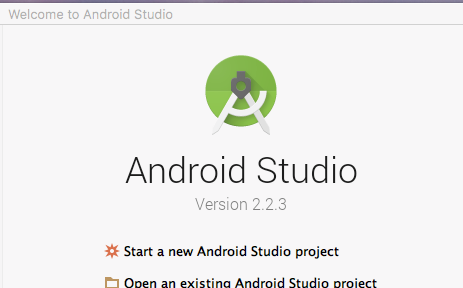 Welcome to Android Studio
Android Studio
Version 2.2.3
Start a new Android Studio project
Open an existing Android Studio project